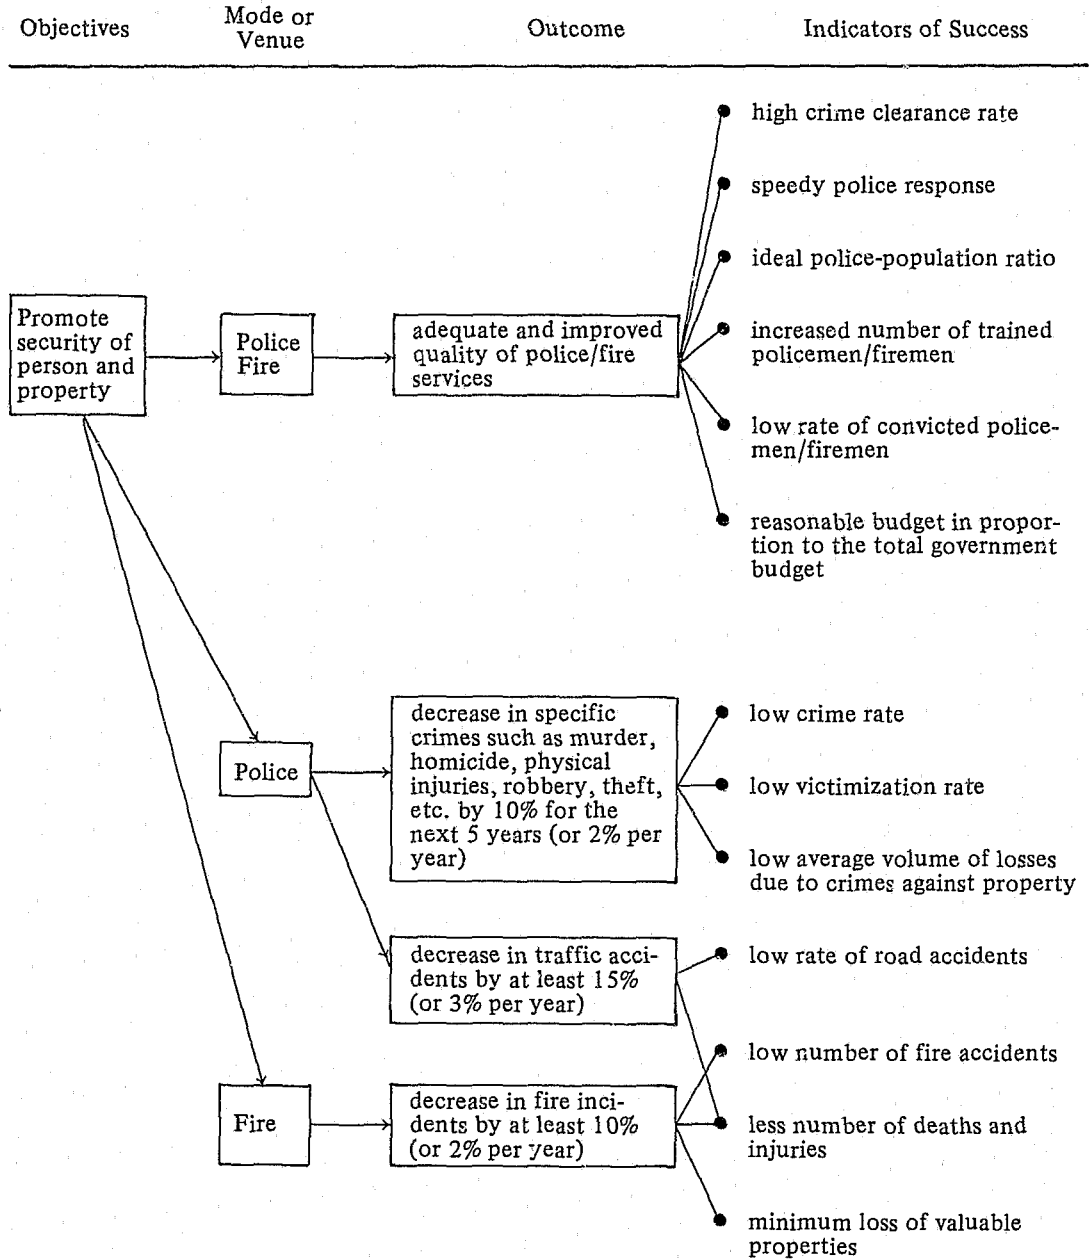 Objectives
Mode or
Venue
Outcome
Indicators of Success
Promote
security of
person and
property
Police
Fire
adequate and improved
quality of police/fire
services
high crime clearance rate
speedy police response
ideal police-population ratio
increased number of trained
policemen/firemen
low rate of convicted police-
men/firemen
reasonable budget in propor-
tion to the total government
budget
Police
decrease in specific
crimes such as murder,
homicide, physical
injuries, robbery, theft,
etc. by 10% for the
next 5 years (or 2% per
year)
low crime rate
low victimization rate
low average volume of losses
due to crimes against property
decrease in traffic acci-
dents by at least 15%
(or 3% per year)
low rate of road accidents
Fire
decrease in fire inci-
dents by at least 10%
(or 2% per year)
low number of fire accidents
less number of deaths and
injuries
minimum loss of valuable
properties